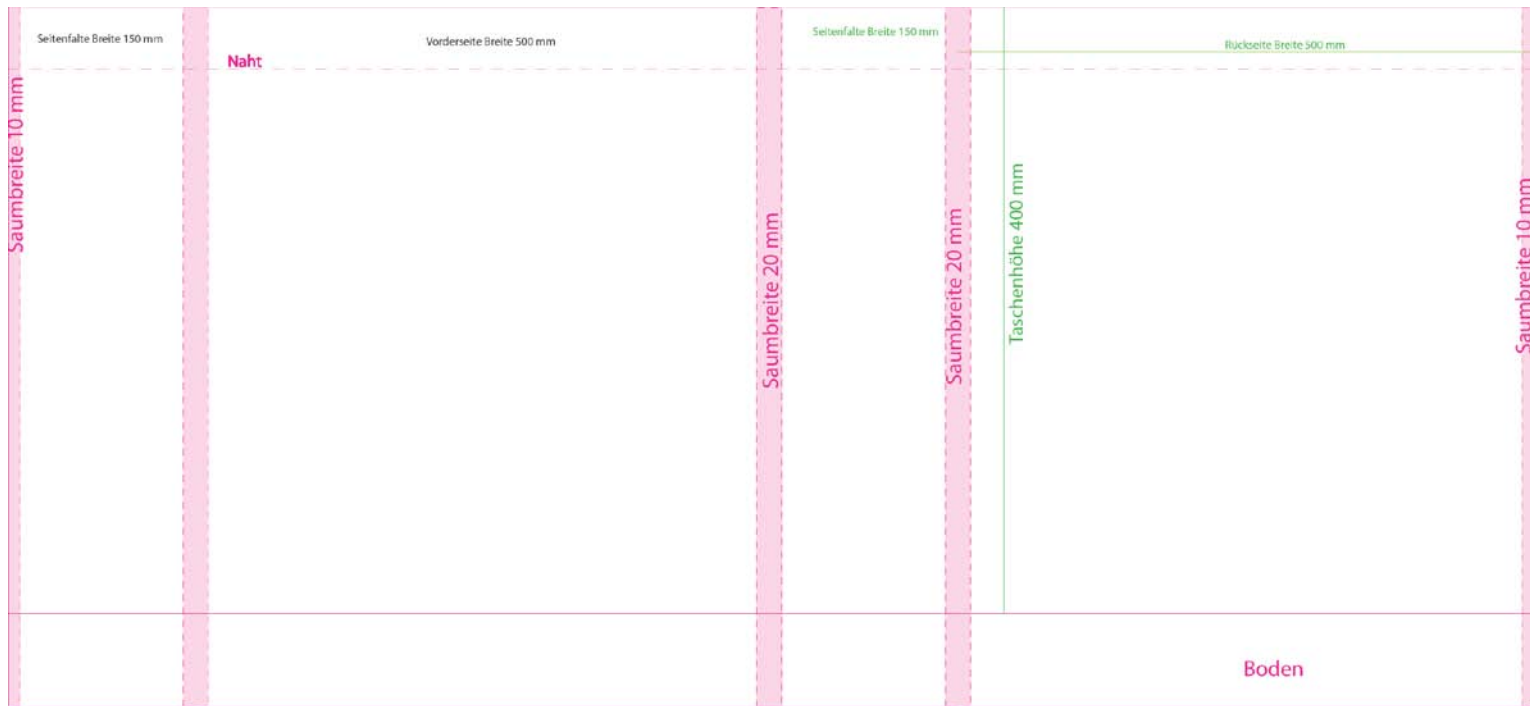 Seitenfalte Breite 150 mm
Vorderseite Breite 500 mm
Seitenfalte Breite 150 mm
Rückseite Breite 500 mm
Naht
Saumbreite 10 mm
Saumbreite 20 mm
Saumbreite 20 mm
Taschenhöhe 400 mm
Saumbreite 10 mm
Boden